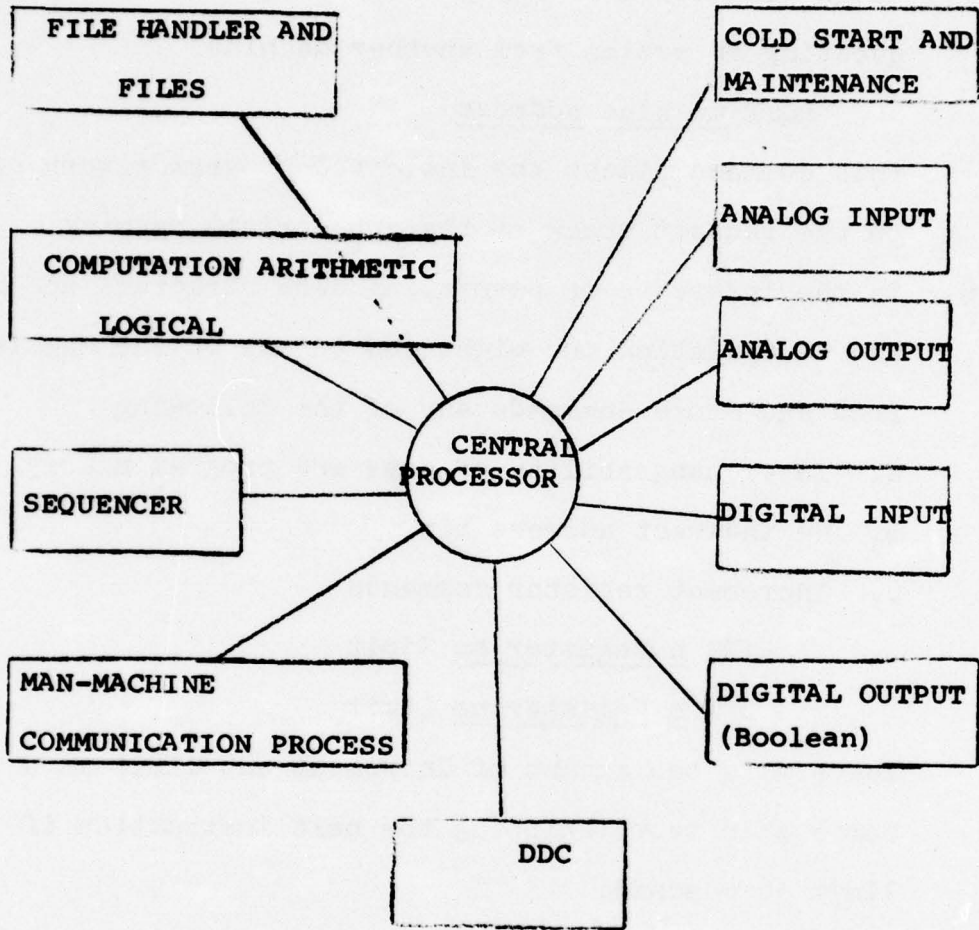 FILE HANDLER AND
FILES
COLD START AND
MAINTENANCE
COMPUTATION ARITHMETIC
LOGICAL
ANALOG INPUT
ANALOG OUTPUT
CENTRAL
PROCESSOR
SEQUENCER
DIGITAL INPUT
MAN-MACHINE
COMMUNICATION PROCESS
DIGITAL OUTPUT
(Boolean)
DDC